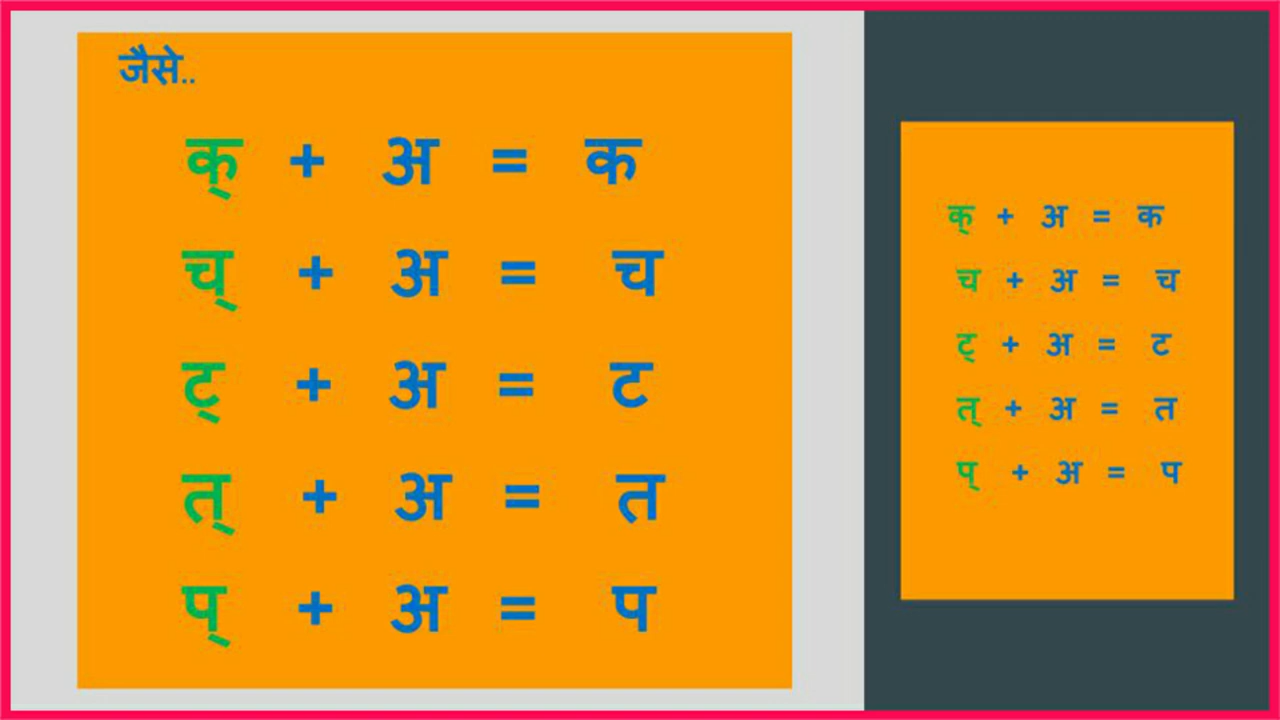 जैसे..
क् + अ = क
च् + अ = च
ट् + अ = ट
त् + अ = त
प् + अ = प
क् + अ = क
च + अ = च
ट् + अ = ट
त् + अ = त
प् + अ = प